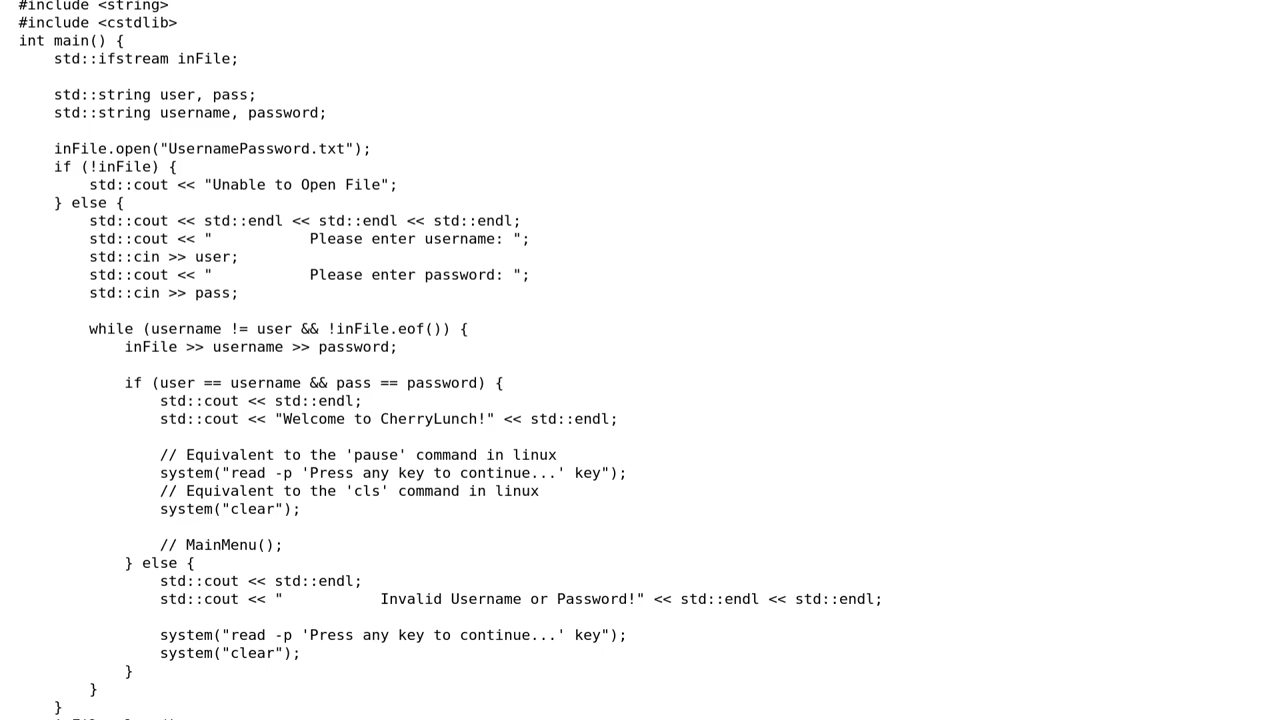 #include <string>
#include <cstdlib>
int main() {
    std::ifstream inFile;

    std::string user, pass;
    std::string username, password;

    inFile.open("UsernamePassword.txt");
    if (!inFile) {
        std::cout << "Unable to Open File";
    } else {
        std::cout << std::endl << std::endl << std::endl;
        std::cout << "           Please enter username: ";
        std::cin >> user;
        std::cout << "           Please enter password: ";
        std::cin >> pass;

        while (username != user && !inFile.eof()) {
            inFile >> username >> password;

            if (user == username && pass == password) {
                std::cout << std::endl;
                std::cout << "Welcome to CherryLunch!" << std::endl;

                // Equivalent to the 'pause' command in linux
                system("read -p 'Press any key to continue...' key");
                // Equivalent to the 'cls' command in linux
                system("clear");

                // MainMenu();
            } else {
                std::cout << std::endl;
                std::cout << "           Invalid Username or Password!" << std::endl << std::endl;

                system("read -p 'Press any key to continue...' key");
                system("clear");
            }
        }
    }